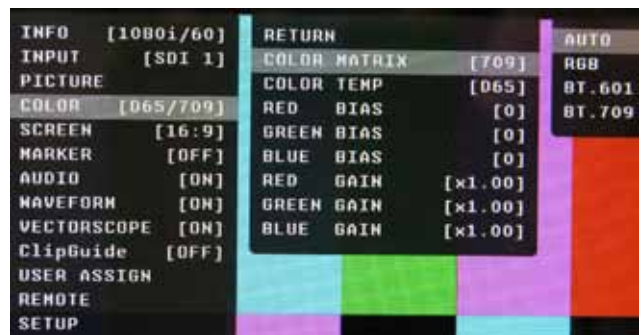 INFO [1080i/60]
INPUT [SDI 1]
PICTURE
COLOR [D65/709]
SCREEN [16:9]
MARKER [OFF]
AUDIO [ON]
WAVEFORM [ON]
VECTORSCOPE [ON]
ClipGuide [OFF]
USER ASSIGN
REMOTE
SETUP
RETURN
COLOR MATRIX [709]
COLOR TEMP [D65]
RED BIAS [0]
GREEN BIAS [0]
BLUE BIAS [0]
RED GAIN [x1.00]
GREEN GAIN [x1.00]
BLUE GAIN [x1.00]
AUTO
RGB
BT.601
BT.709